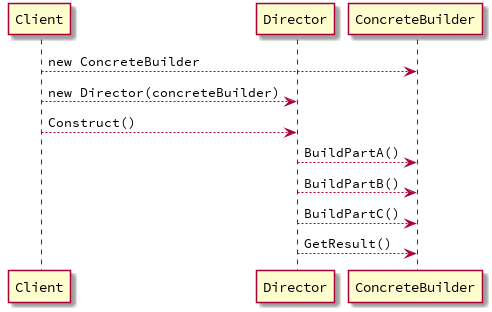 Client Director ConcreteBuilder
new ConcreteBuilder
new Director(concreteBuilder)
Construct()
BuildPartA()
BuildPartB()
BuildPartC()
GetResult()
Client Director ConcreteBuilder